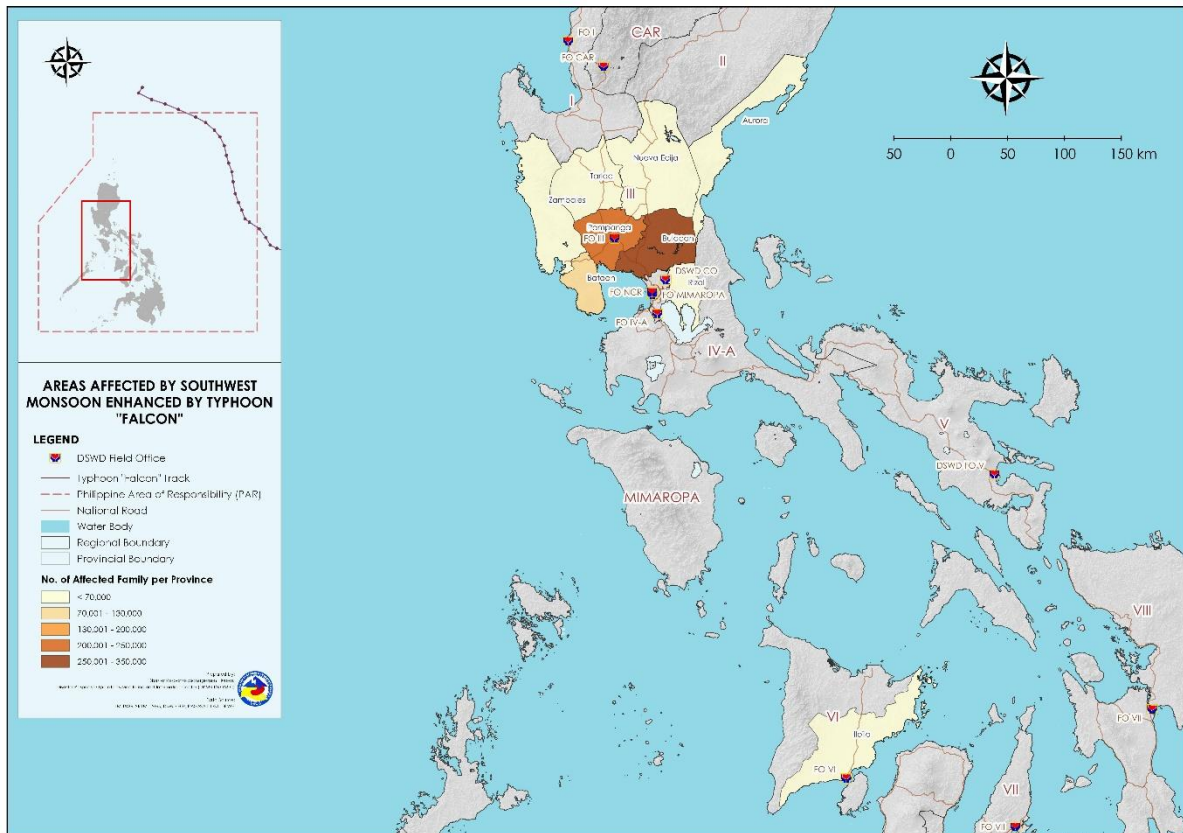 AREAS AFFECTED BY SOUTHWEST
MONSOON ENHANCED BY TYPHOON
"FALCON"
LEGEND
DSWD Field Office
Typhoon "Falcon" Track
Philippine Area of Responsibility (PAR)
National Road
Water Body
Regional Boundary
Provincial Boundary
No. of Affected Family per Province
< 70,000
70,001 - 130,000
130,001 - 200,000
200,001 - 250,000
250,001 - 350,000
Prepared by:
50 0 50 100 150 km
FO I
CAR
FO CAR
II
I
Aurora
Nueva Ecija
Tarlac
III
Zambales
Pampanga
FO III
Bulacan
Bataan
DSWD CO
Rizal
FO NCR
FO MIMAROPA
FO IV-A
IV-A
V
DSWD FO V
MIMAROPA
VIII
VI
Iloilo
FO VI
FO VII
VII
FO VII